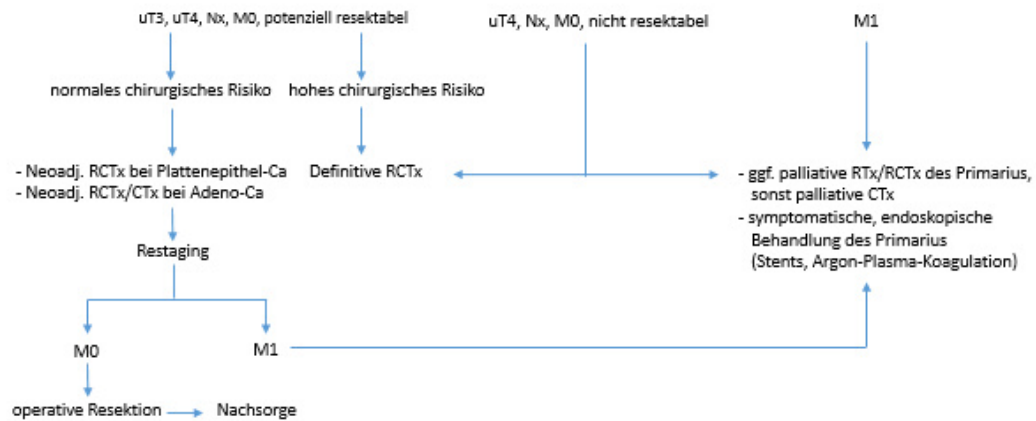 uT3, uT4, Nx, M0, potenziell resektabel
uT4, Nx, M0, nicht resektabel
M1
normales chirurgisches Risiko
hohes chirurgisches Risiko
- Neoadj. RCTx bei Plattenepithel-Ca
- Neoadj. RCTx/CTx bei Adeno-Ca
Definitive RCTx
- ggf. palliative RTx/RCTx des Primarius,
sonst palliative CTx
- symptomatische, endoskopische
Behandlung des Primarius
(Stents, Argon-Plasma-Koagulation)
Restaging
M0
M1
operative Resektion
Nachsorge